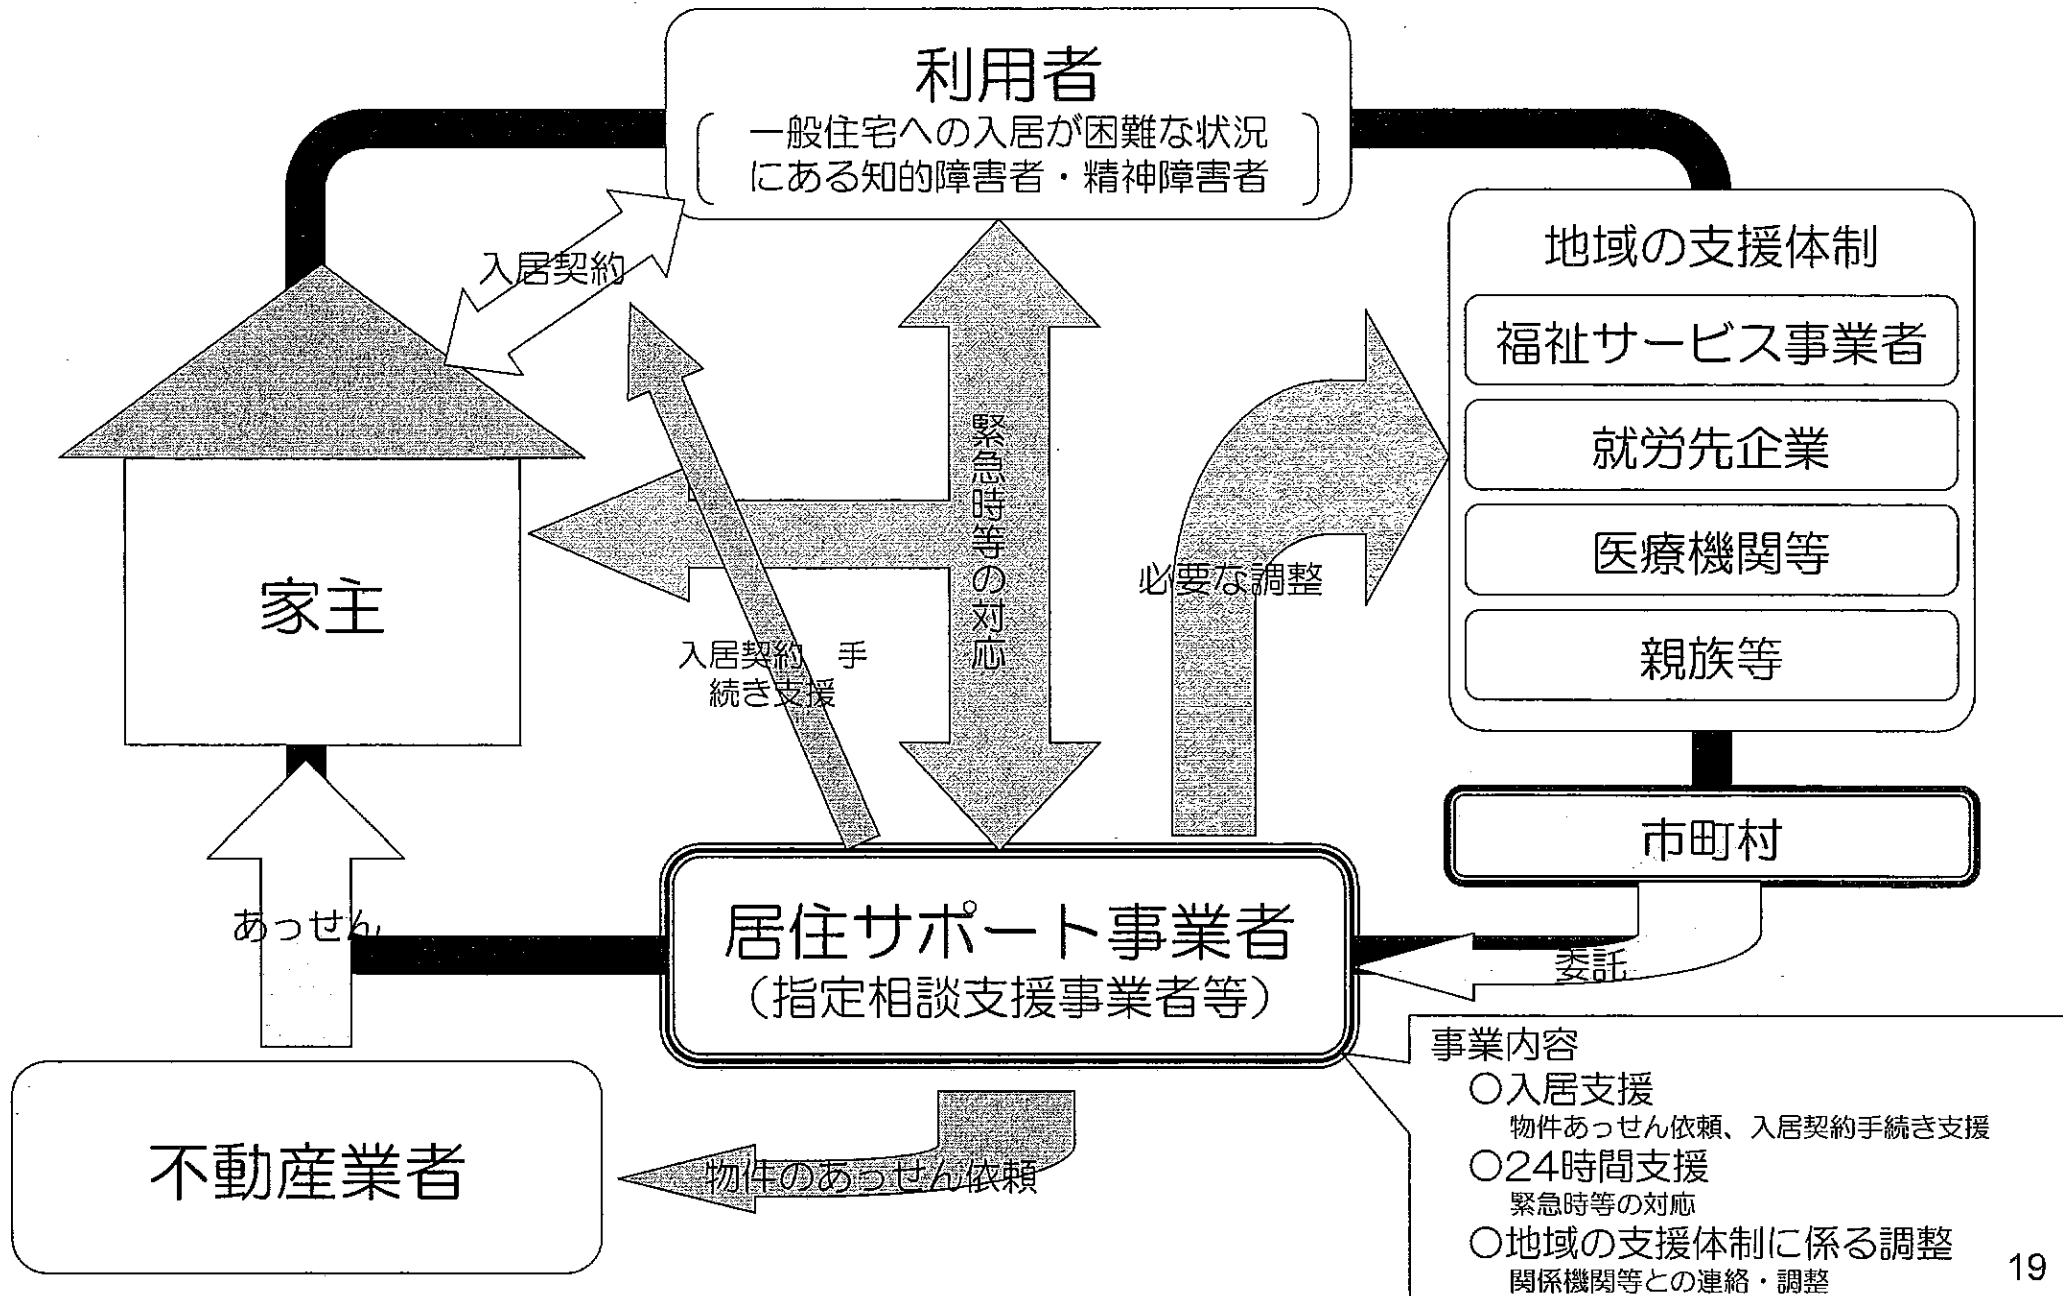 利用者
一般住宅への入居が困難な状況
にある知的障害者・精神障害者
入居契約
地域の支援体制
福祉サービス事業者
就労先企業
医療機関等
親族等
緊急時等の対応
必要な調整
家主
入居契約 手
続き支援
市町村
あっせん
居住サポート事業者
（指定相談支援事業者等）
委託
不動産業者
物件のあっせん依頼
事業内容
○入居支援
物件あっせん依頼、入居契約手続き支援
○24時間支援
緊急時等の対応
○地域の支援体制に係る調整
関係機関等との連絡・調整
19